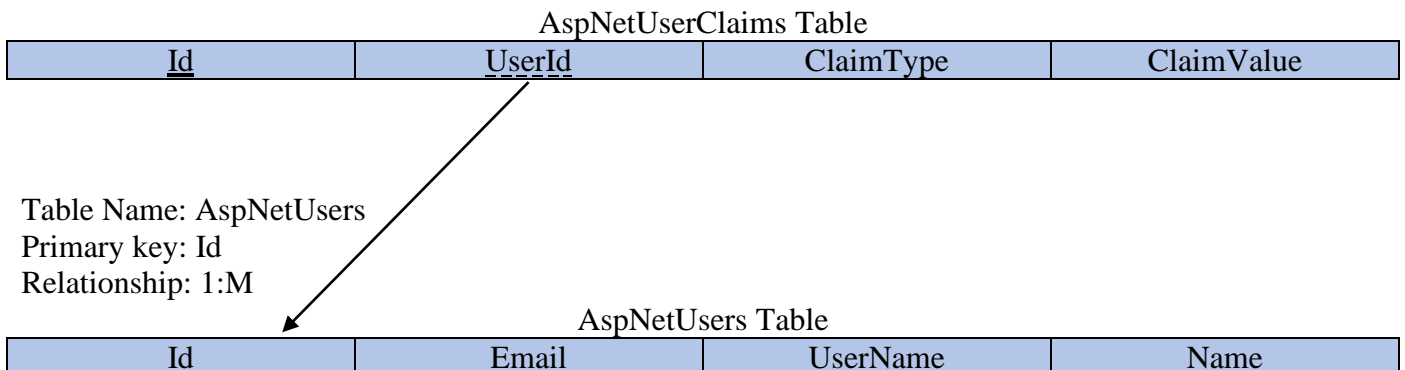 AspNetUserClaims Table
Id UserId ClaimType ClaimValue
Table Name: AspNetUsers
Primary key: Id
Relationship: 1:M
AspNetUsers Table
Id Email UserName Name